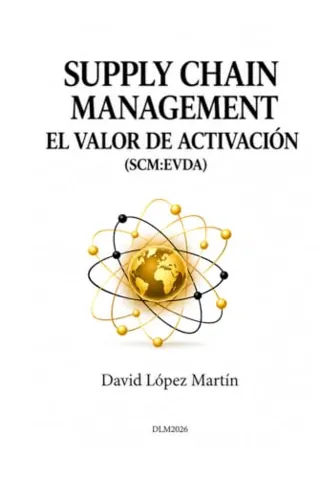 SUPPLY CHAIN
MANAGEMENT
EL VALOR DE ACTIVACIÓN
(SCM:EVDA)
David López Martín
DLM2026